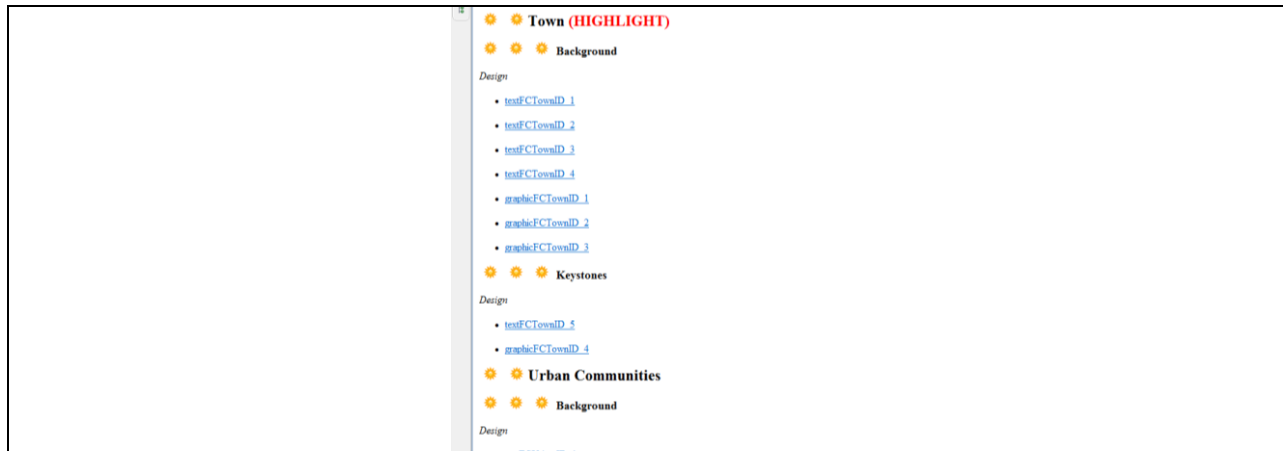 Town (HIGHLIGHT)
Background
Design
textFCTownID_1
textFCTownID_2
textFCTownID_3
textFCTownID_4
graphicFCTownID_1
graphicFCTownID_2
graphicFCTownID_3
Keystones
Design
textFCTownID_5
graphicFCTownID_4
Urban Communities
Background
Design